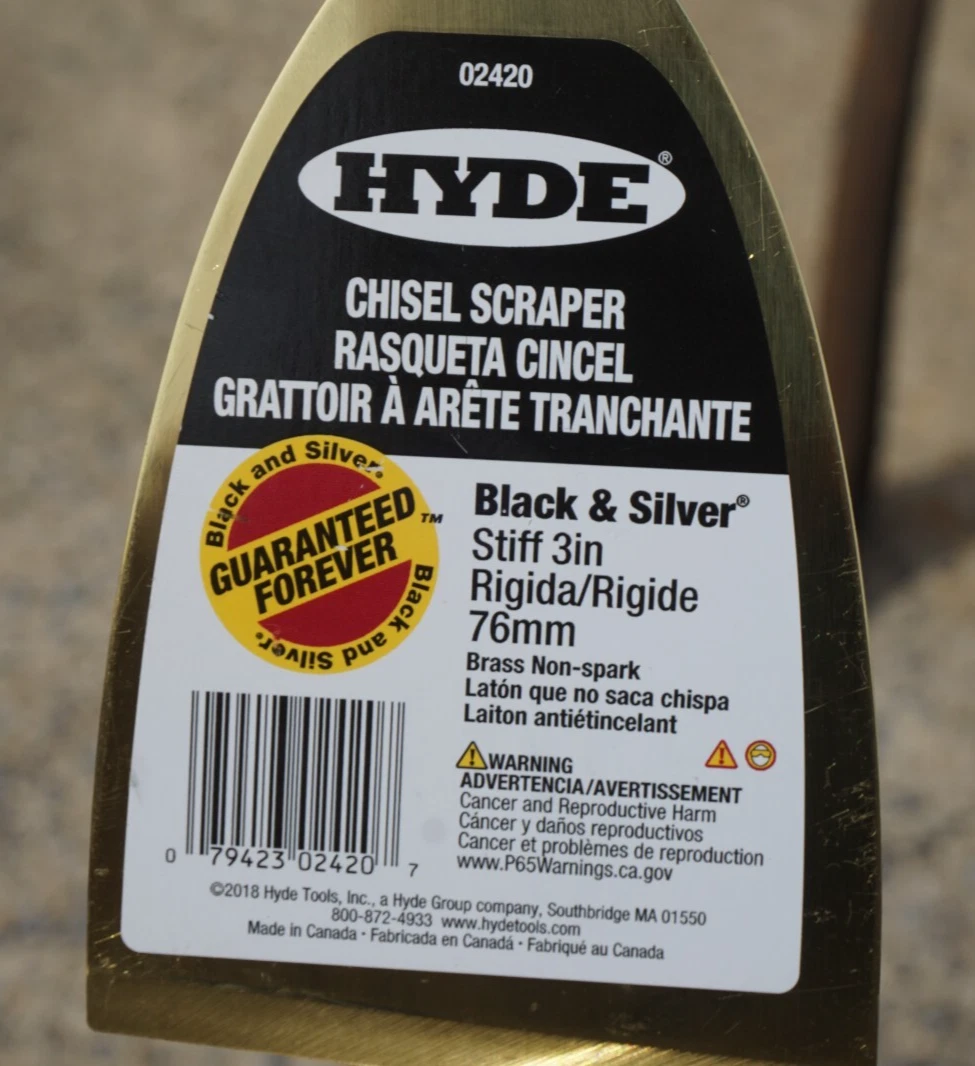 02420
HYDE®
CHISEL SCRAPER
RASQUETA CINCEL
GRATTOIR À ARÊTE TRANCHANTE
Black and Silver®
GUARANTEED™
FOREVER
Black and Silver®
Black & Silver®
Stiff 3in
Rigida/Rigide
76mm
Brass Non-spark
Latón que no saca chispa
Laiton antiétincelant
WARNING
ADVERTENCIA/AVERTISSEMENT
Cancer and Reproductive Harm
Cáncer y daños reproductivos
Cancer et problèmes de reproduction
www.P65Warnings.ca.gov
0 79423 02420 7
©2018 Hyde Tools, Inc., a Hyde Group company, Southbridge MA 01550
800-872-4933 www.hydetools.com
Made in Canada · Fabricada en Canadá · Fabriqué au Canada